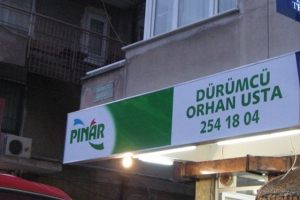 PINAR
DÜRÜMCÜ
ORHAN USTA
254 18 04